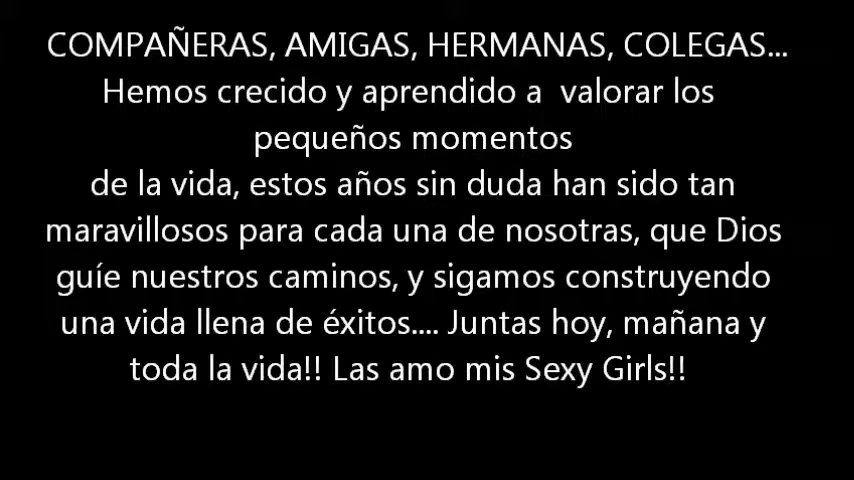 COMPAÑERAS, AMIGAS, HERMANAS, COLEGAS...
Hemos crecido y aprendido a  valorar los
pequeños momentos
de la vida, estos años sin duda han sido tan
maravillosos para cada una de nosotras, que Dios
guíe nuestros caminos, y sigamos construyendo
una vida llena de éxitos.... Juntas hoy, mañana y
toda la vida!! Las amo mis Sexy Girls!!